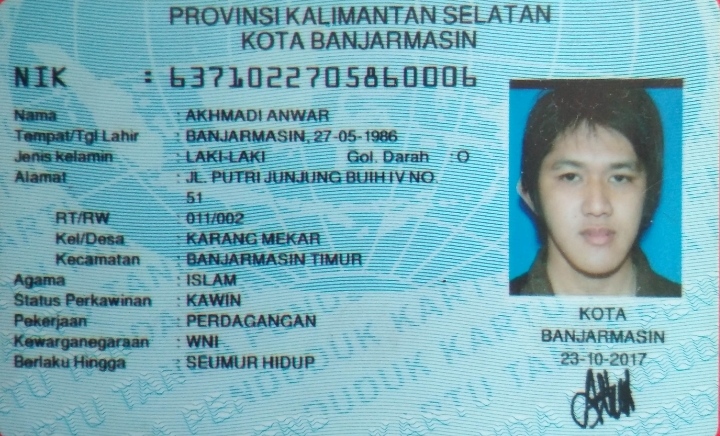 PROVINSI KALIMANTAN SELATAN
KOTA BANJARMASIN
NIK : 6371022705860006
Nama : AKHMADI ANWAR
Tempat/Tgl Lahir : BANJARMASIN, 27-05-1986
Jenis kelamin : LAKI-LAKI Gol. Darah : O
Alamat : JL. PUTRI JUNJUNG BUIH IV NO.
51
RT/RW : 011/002
Kel/Desa : KARANG MEKAR
Kecamatan : BANJARMASIN TIMUR
Agama : ISLAM
Status Perkawinan : KAWIN
Pekerjaan : PERDAGANGAN
Kewarganegaraan : WNI
Berlaku Hingga : SEUMUR HIDUP
KOTA
BANJARMASIN
23-10-2017